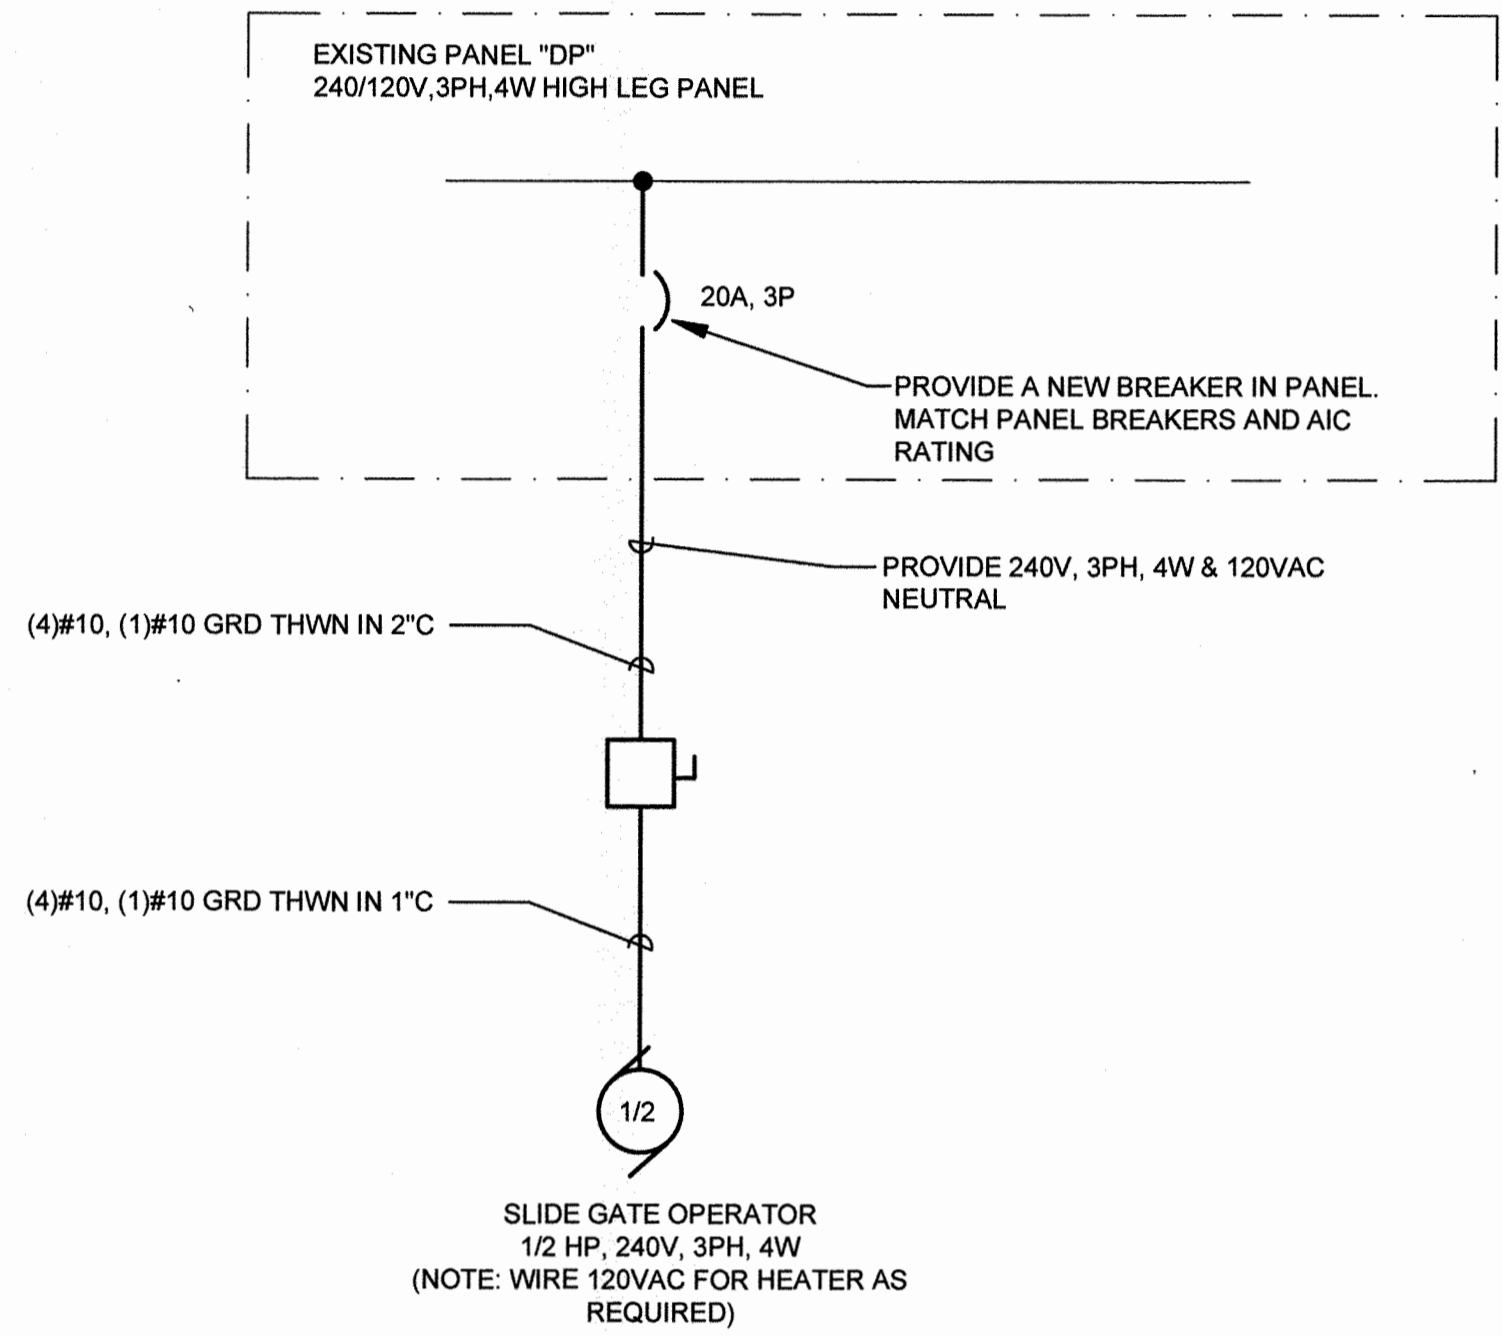 EXISTING PANEL "DP"
240/120V,3PH,4W HIGH LEG PANEL
20A, 3P
PROVIDE A NEW BREAKER IN PANEL.
MATCH PANEL BREAKERS AND AIC
RATING
PROVIDE 240V, 3PH, 4W & 120VAC
NEUTRAL
(4)#10, (1)#10 GRD THWN IN 2"C
(4)#10, (1)#10 GRD THWN IN 1"C
1/2
SLIDE GATE OPERATOR
1/2 HP, 240V, 3PH, 4W
(NOTE: WIRE 120VAC FOR HEATER AS
REQUIRED)